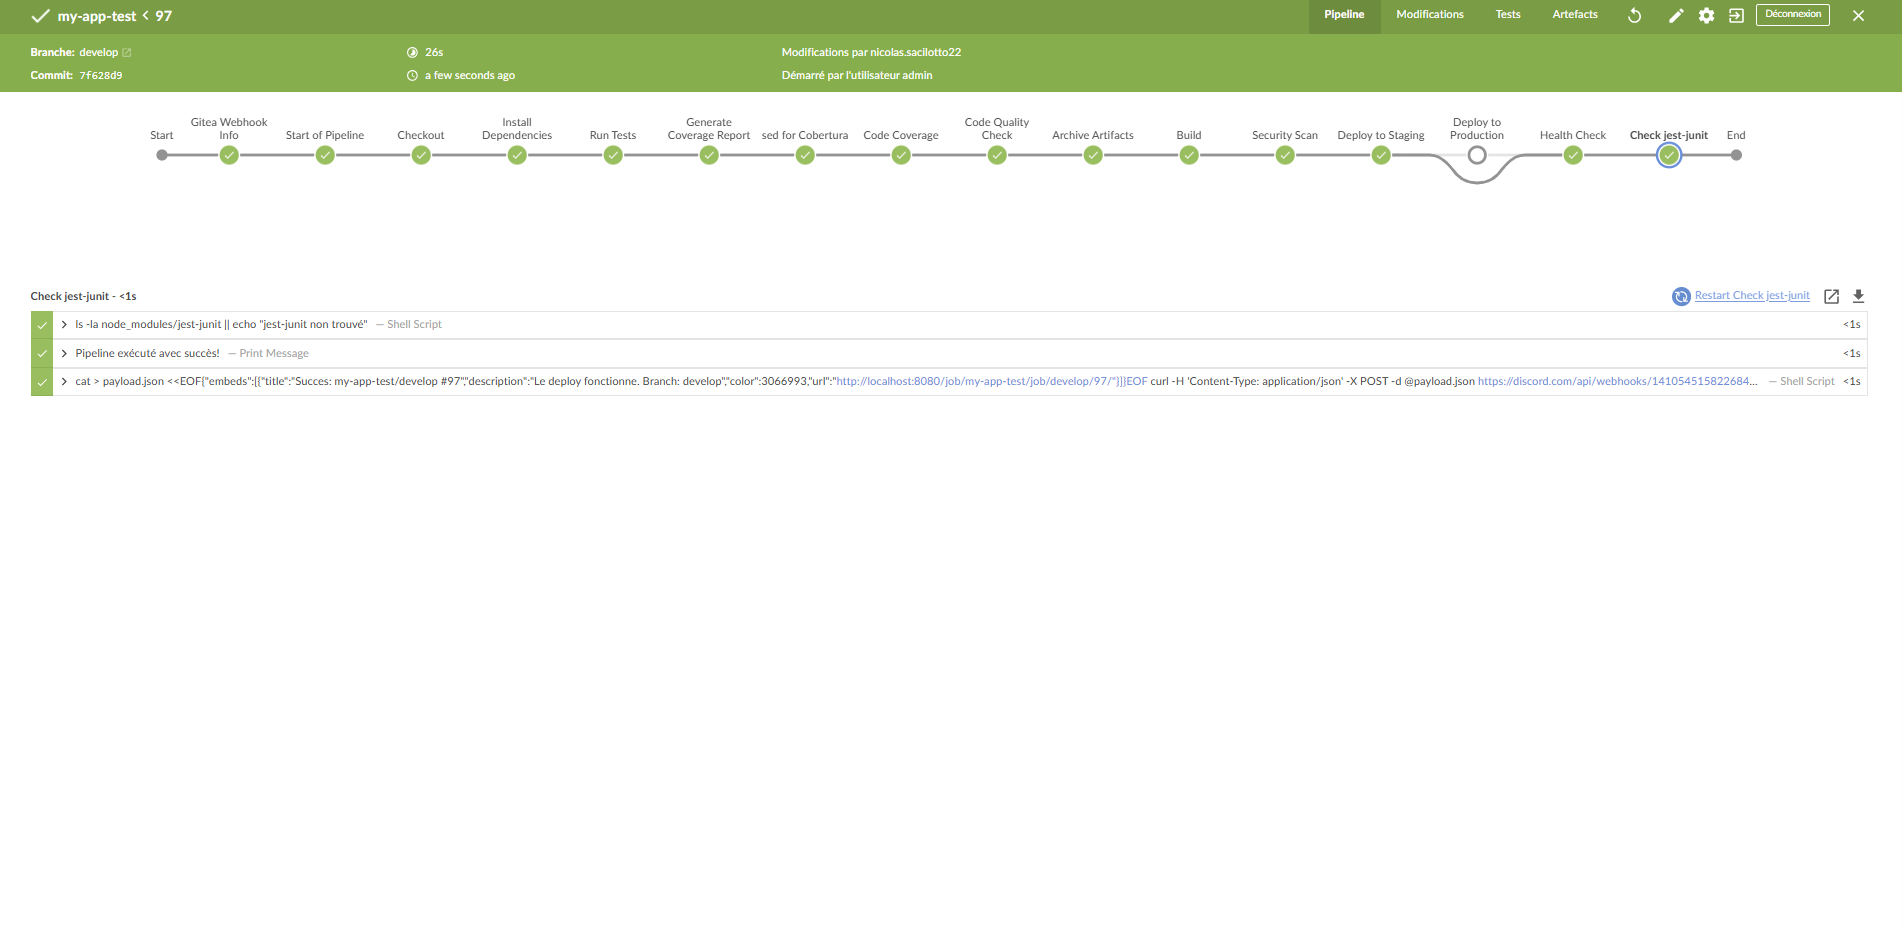 my-app-test < 97
Pipeline
Modifications
Tests
Artefacts
Déconnexion
Branche: develop
26s
Modifications par nicolas.sacilotto22
Commit: 7f628d9
a few seconds ago
Démarré par l'utilisateur admin
Start
Gitea Webhook
Info
Start of Pipeline
Checkout
Install
Dependencies
Run Tests
Generate
Coverage Report
sed for Cobertura
Code Coverage
Code Quality
Check
Archive Artifacts
Build
Security Scan
Deploy to Staging
Deploy to
Production
Health Check
Check jest-junit
End
Check jest-junit - <1s
Restart Check jest-junit
ls -la node_modules/jest-junit || echo "jest-junit non trouvé" — Shell Script <1s
Pipeline exécuté avec succès! — Print Message <1s
cat > payload.json <<EOF{"embeds":[{"title":"Succes: my-app-test/develop #97","description":"Le deploy fonctionne. Branch: develop","color":3066993,"url":"http://localhost:8080/job/my-app-test/job/develop/97/"}]}EOF curl -H 'Content-Type: application/json' -X POST -d @payload.json https://discord.com/api/webhooks/141054515822684... — Shell Script <1s